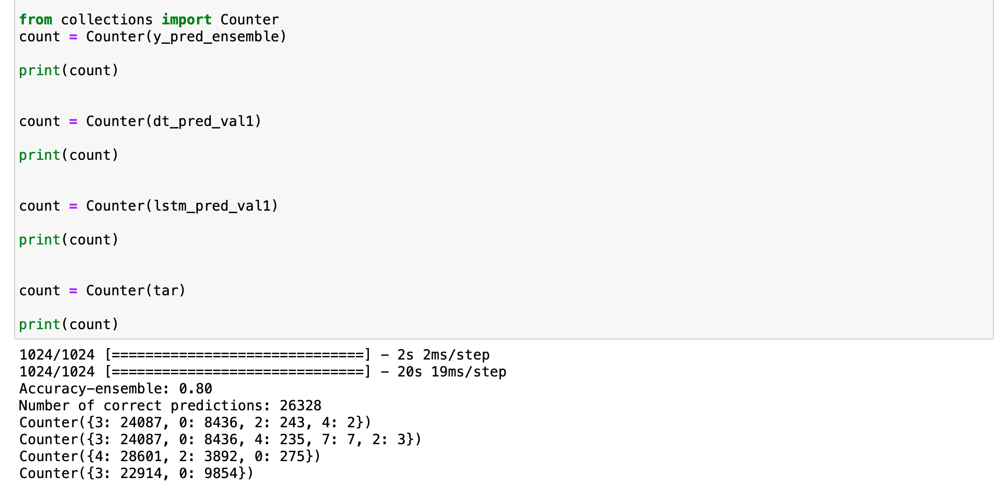 from collections import Counter
count = Counter(y_pred_ensemble)
print(count)
count = Counter(dt_pred_val1)
print(count)
count = Counter(lstm_pred_val1)
print(count)
count = Counter(tar)
print(count)
1024/1024 [==============================] - 2s 2ms/step
1024/1024 [==============================] - 20s 19ms/step
Accuracy-ensemble: 0.80
Number of correct predictions: 26328
Counter({3: 24087, 0: 8436, 2: 243, 4: 2})
Counter({3: 24087, 0: 8436, 4: 235, 7: 7, 2: 3})
Counter({4: 28601, 2: 3892, 0: 275})
Counter({3: 22914, 0: 9854})